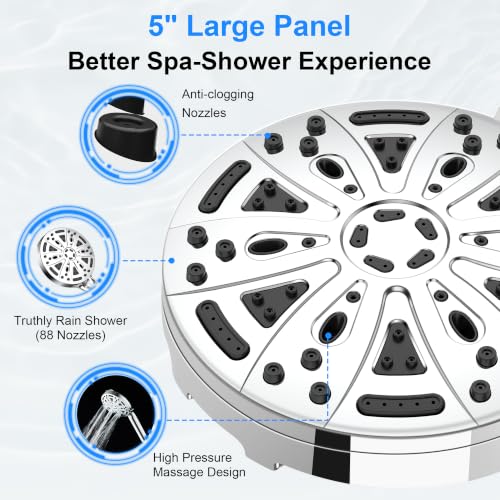 5" Large Panel
Better Spa-Shower Experience
Anti-clogging
Nozzles
Truthly Rain Shower
(88 Nozzles)
High Pressure
Massage Design